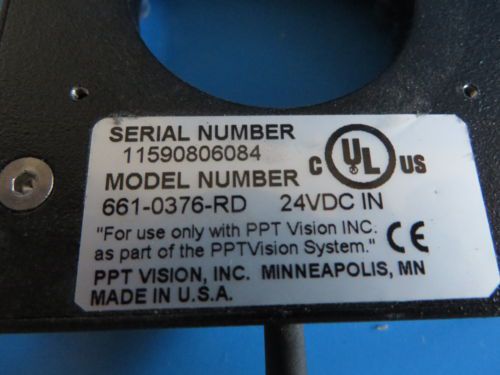 SERIAL NUMBER
11590806084
MODEL NUMBER
661-0376-RD 24VDC IN
C UL US
"For use only with PPT Vision INC.
as part of the PPTVision System." CE
PPT VISION, INC. MINNEAPOLIS, MN
MADE IN U.S.A.